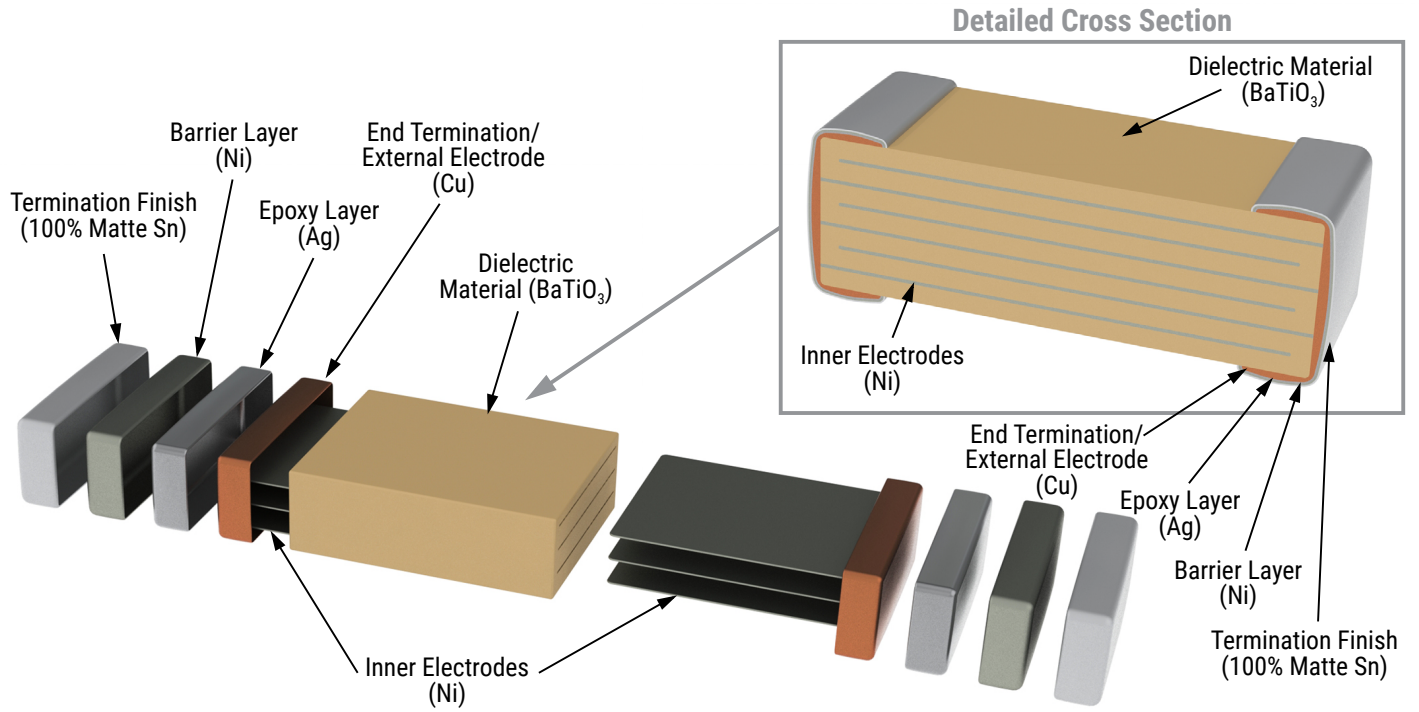 Detailed Cross Section
Dielectric Material
(BaTiO₃)
Inner Electrodes
(Ni)
End Termination/
External Electrode
(Cu)
Epoxy Layer
(Ag)
Barrier Layer
(Ni)
Termination Finish
(100% Matte Sn)
Termination Finish
(100% Matte Sn)
Barrier Layer
(Ni)
Epoxy Layer
(Ag)
End Termination/
External Electrode
(Cu)
Dielectric
Material (BaTiO₃)
Inner Electrodes
(Ni)